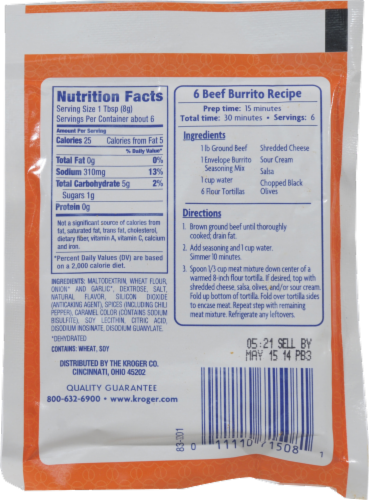 Nutrition Facts
Serving Size 1 Tbsp (8g)
Servings Per Container about 6
Amount Per Serving
Calories 25 Calories from Fat 5
% Daily Value*
Total Fat 0g 0%
Sodium 310mg 13%
Total Carbohydrate 5g 2%
Sugars 1g
Protein 0g
Not a significant source of calories from
fat, saturated fat, trans fat, cholesterol,
dietary fiber, vitamin A, vitamin C, calcium
and iron.
*Percent Daily Values (DV) are based
on a 2,000 calorie diet.
INGREDIENTS: MALTODEXTRIN, WHEAT FLOUR,
ONION* AND GARLIC*, DEXTROSE, SALT,
NATURAL FLAVOR, SILICON DIOXIDE
(ANTICAKING AGENT), SPICES (INCLUDING CHILI
PEPPER), CARAMEL COLOR (CONTAINS SODIUM
BISULFITE), SOY LECITHIN, CITRIC ACID,
DISODIUM INOSINATE, DISODIUM GUANYLATE.
*DEHYDRATED
CONTAINS: WHEAT, SOY
DISTRIBUTED BY THE KROGER CO.
CINCINNATI, OHIO 45202
QUALITY GUARANTEE
800-632-6900 • www.kroger.com
6 Beef Burrito Recipe
Prep time: 15 minutes
Total time: 30 minutes • Servings: 6
Ingredients
1 lb Ground Beef
1 Envelope Burrito
Seasoning Mix
1 cup water
6 Flour Tortillas
Shredded Cheese
Sour Cream
Salsa
Chopped Black
Olives
Directions
1. Brown ground beef until thoroughly
cooked; drain fat.
2. Add seasoning and 1 cup water.
Simmer 10 minutes.
3. Spoon 1/3 cup meat mixture down center of a
warmed 8-inch flour tortilla. If desired, top with
shredded cheese, salsa, olives, and/or sour cream.
Fold up bottom of tortilla. Fold over tortilla sides
to encase meat. Repeat step with remaining
meat mixture. Refrigerate any leftovers.
05:21 SELL BY
MAY 15 14 PB3
83-201
0 11110 71508 1